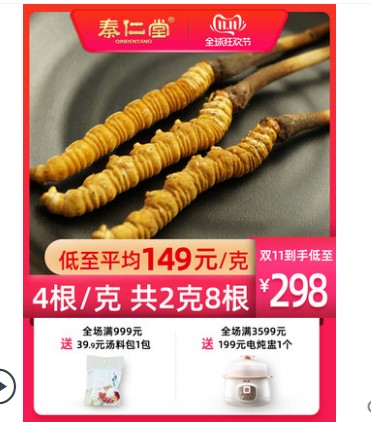 秦仁堂®
QINRENTANG
11.11
全球狂欢节
低至平均149元/克
4根/克 共2克8根
双11到手低至
¥298
全场满999元
送 39.9元汤料包1包
全场满3599元
送 199元电炖盅1个